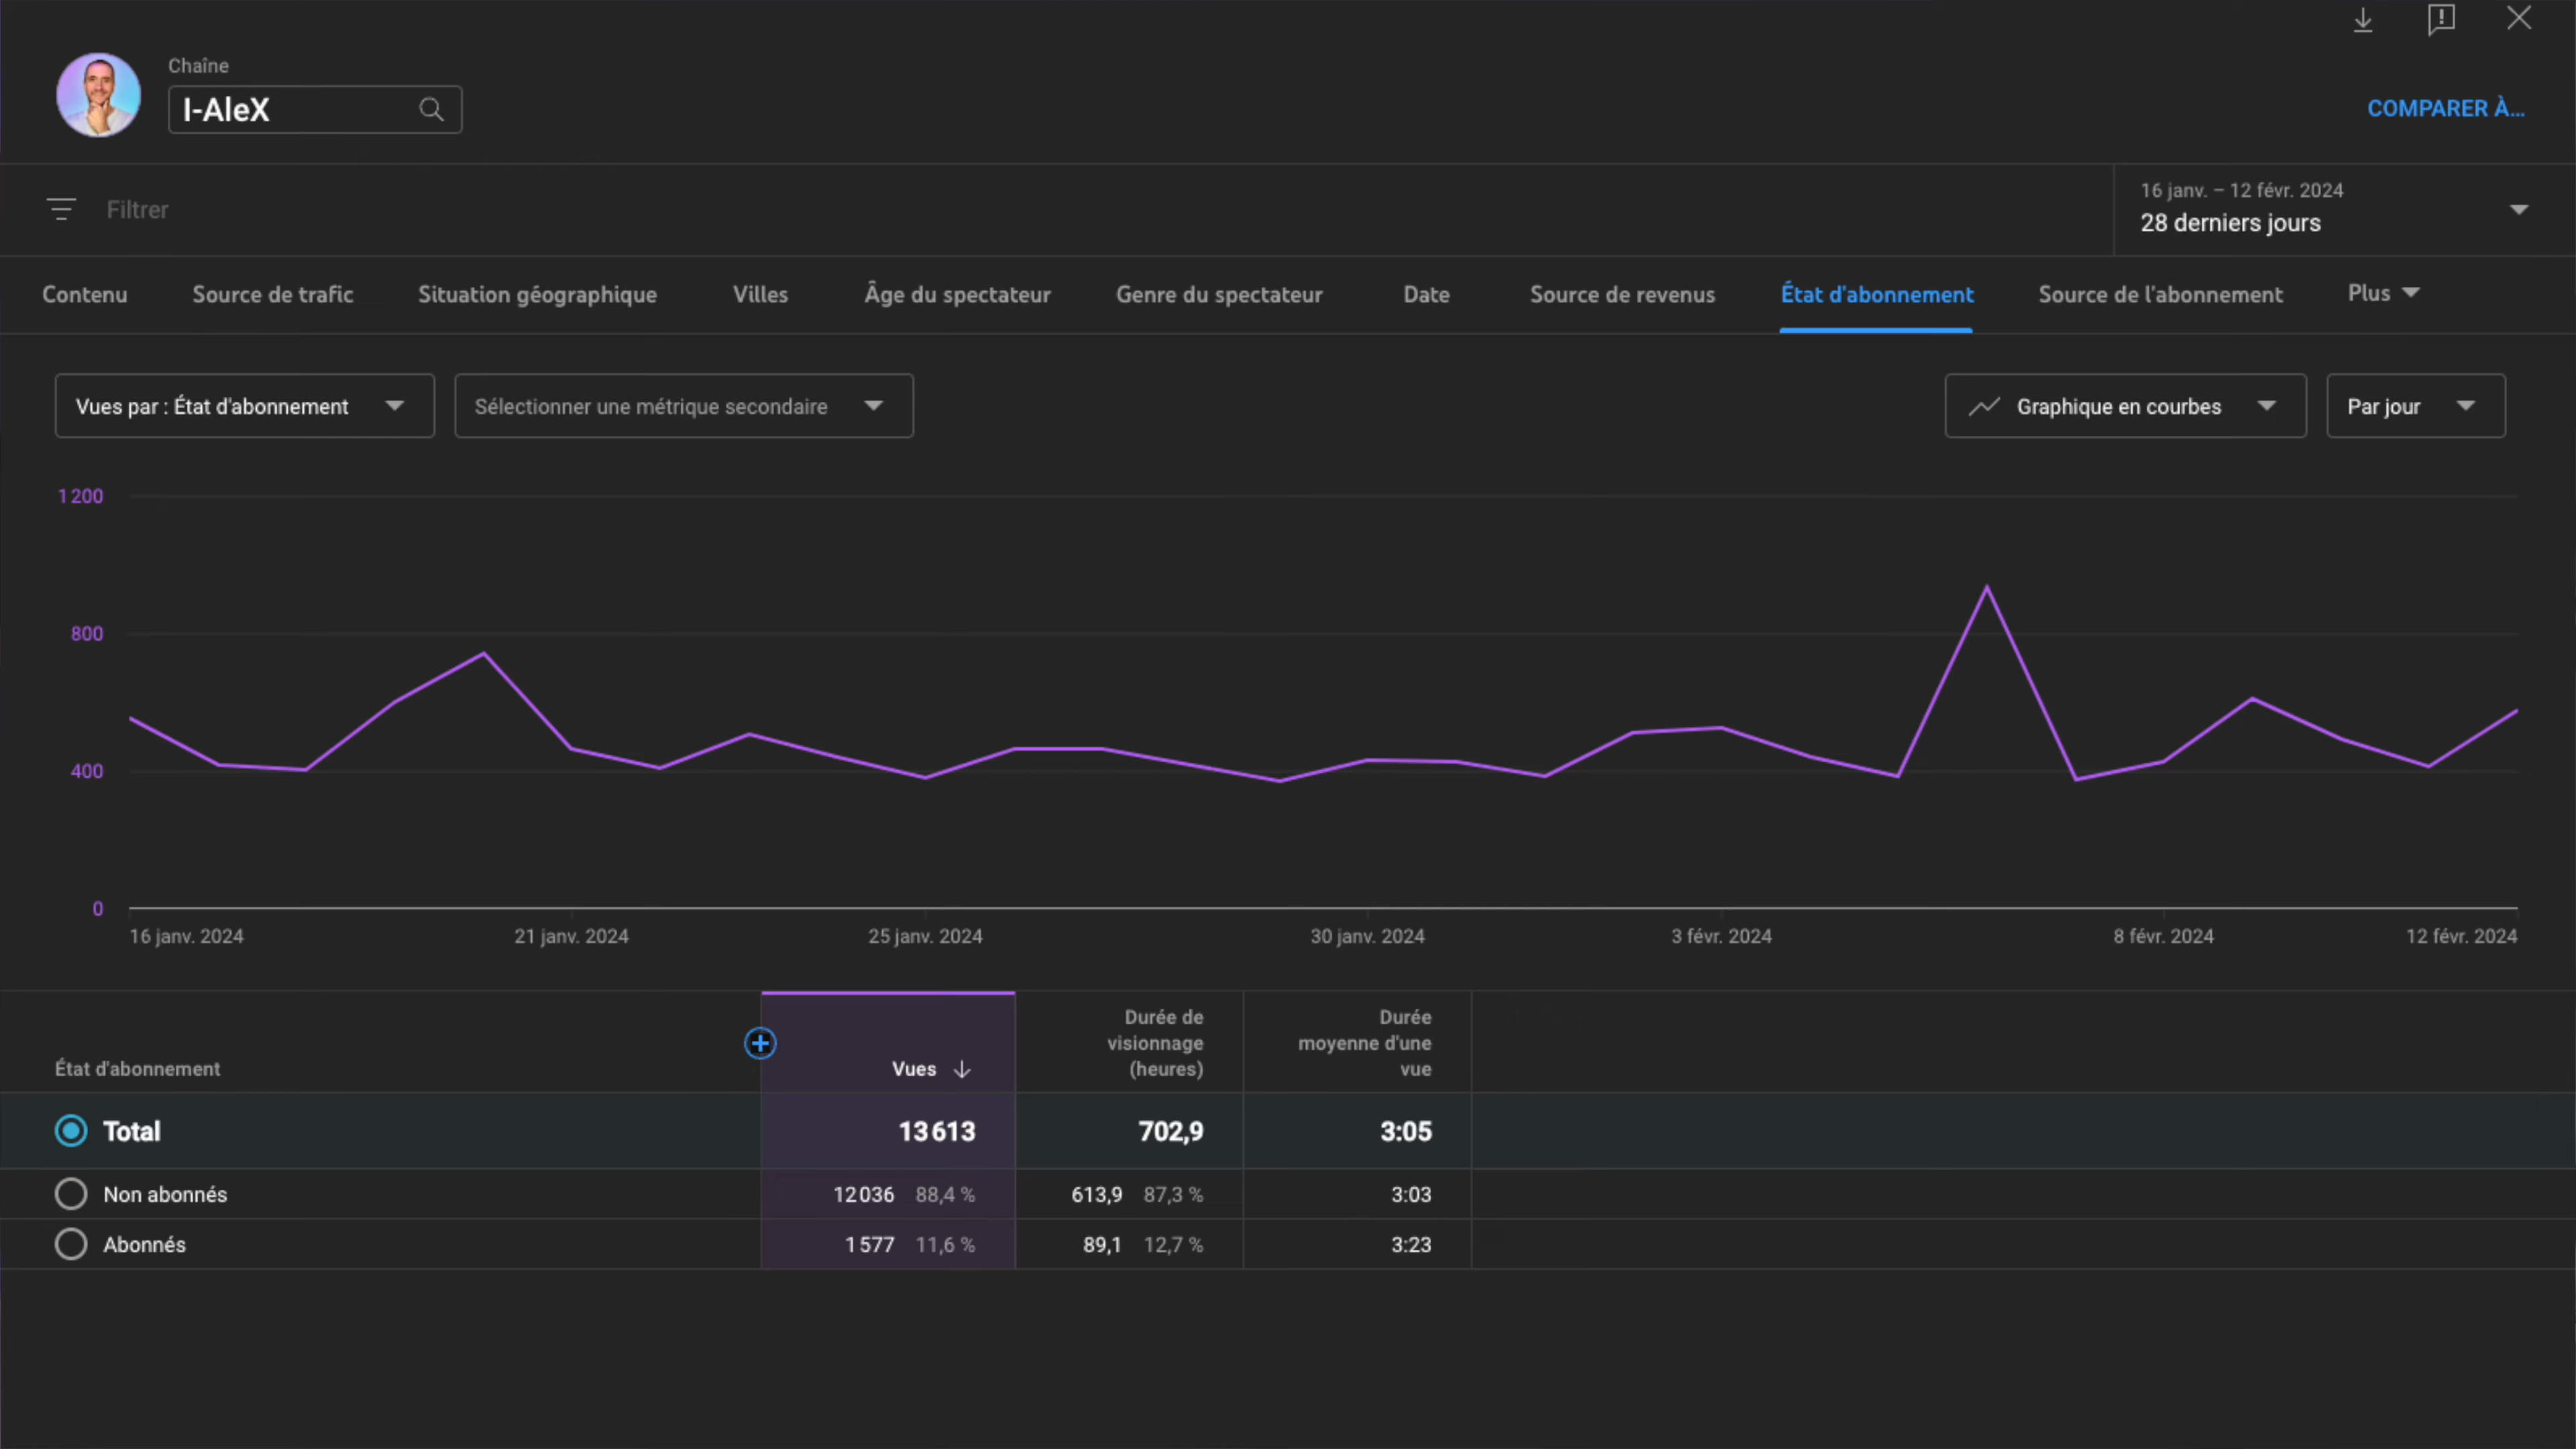 Chaîne
I-AleX
COMPARER À...
Filtrer
16 janv. – 12 févr. 2024
28 derniers jours
Contenu Source de trafic Situation géographique Villes Âge du spectateur Genre du spectateur Date Source de revenus État d'abonnement Source de l'abonnement Plus
Vues par : État d'abonnement Sélectionner une métrique secondaire Graphique en courbes Par jour
1 200
800
400
0
16 janv. 2024 21 janv. 2024 25 janv. 2024 30 janv. 2024 3 févr. 2024 8 févr. 2024 12 févr. 2024
État d'abonnement
Vues
Durée de
visionnage
(heures)
Durée
moyenne d'une
vue
Total 13 613 702,9 3:05
Non abonnés 12 036 88,4 % 613,9 87,3 % 3:03
Abonnés 1 577 11,6 % 89,1 12,7 % 3:23